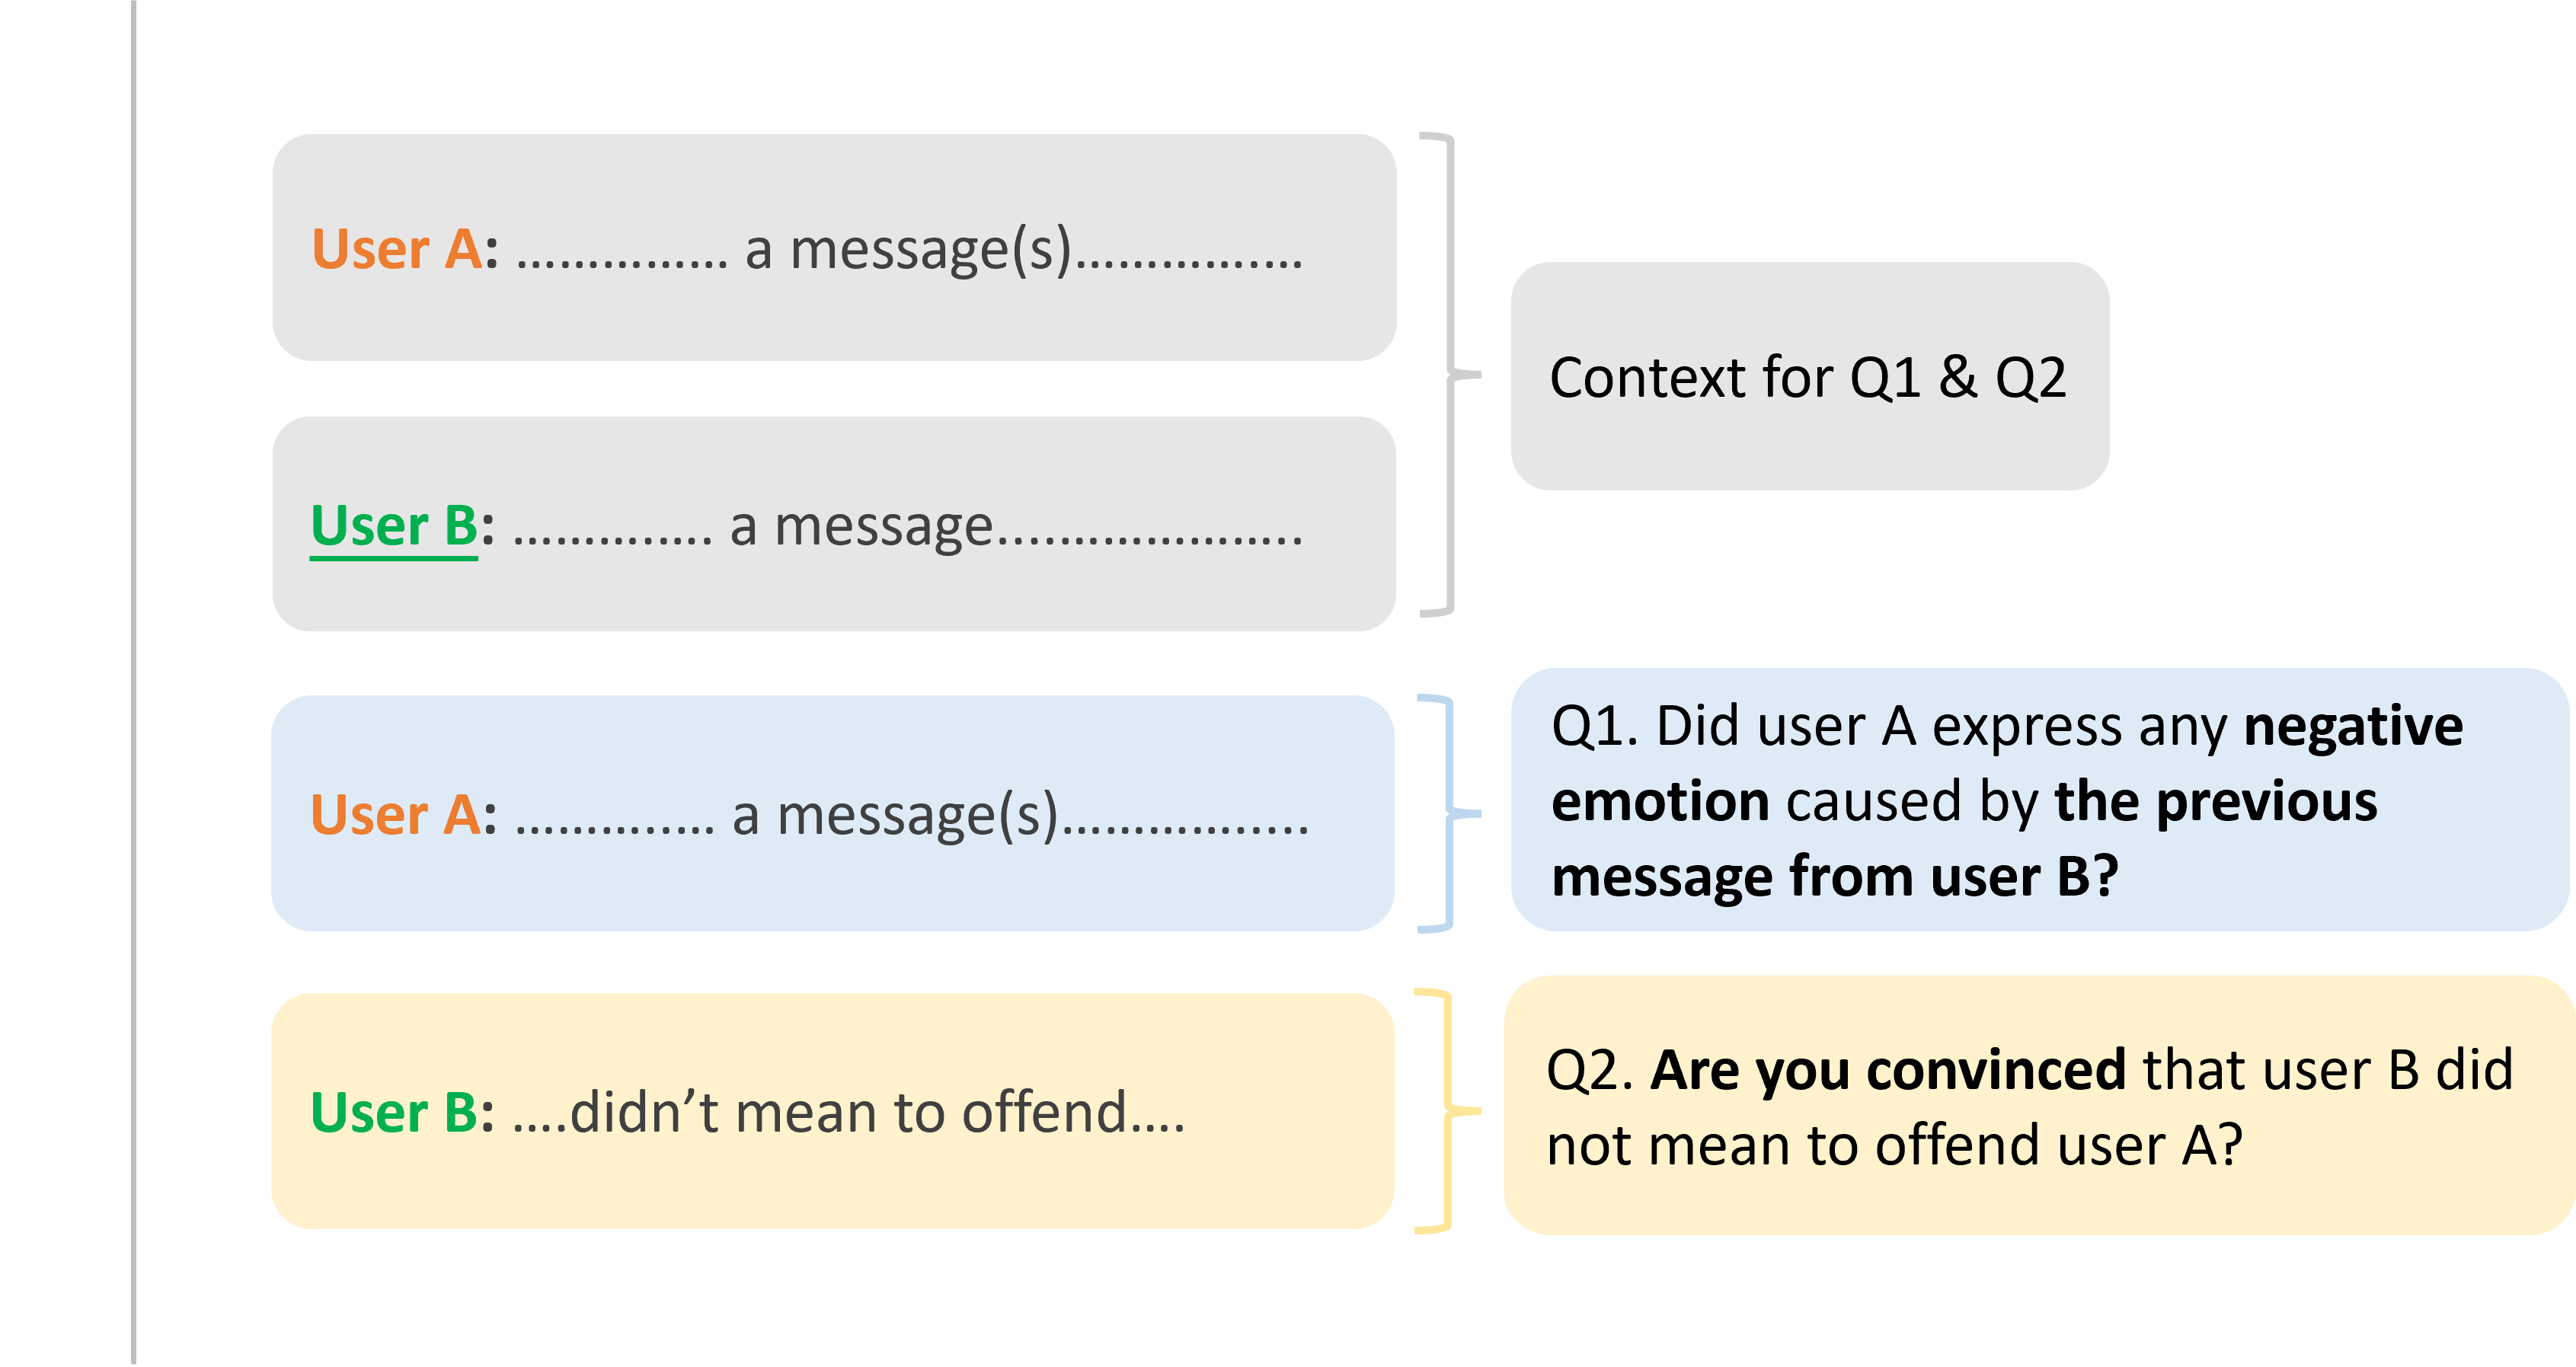 User A: …………… a message(s)………….….
Context for Q1 & Q2
User B: ………….. a message...………………..
User A: ………….… a message(s)…………….…
Q1. Did user A express any negative
emotion caused by the previous
message from user B?
User B: ….didn’t mean to offend….
Q2. Are you convinced that user B did
not mean to offend user A?